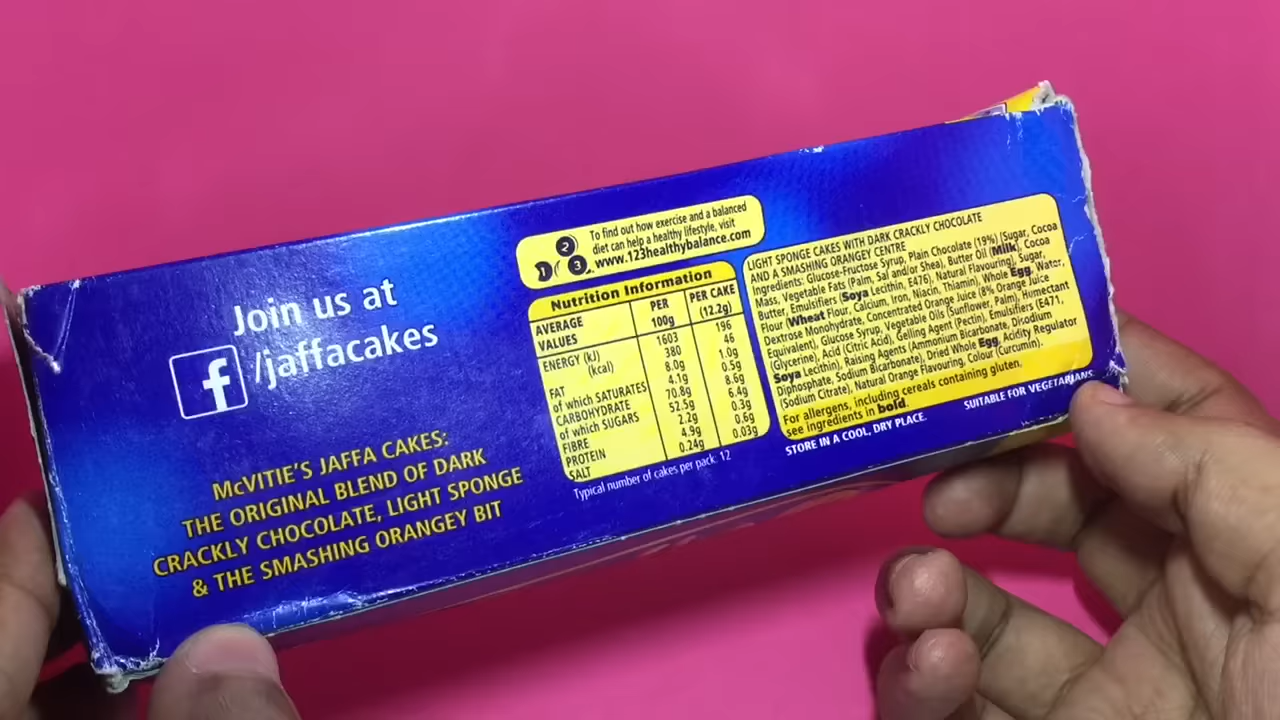 Join us at
f /jaffacakes
McVITIE'S JAFFA CAKES:
THE ORIGINAL BLEND OF DARK
CRACKLY CHOCOLATE, LIGHT SPONGE
& THE SMASHING ORANGEY BIT
1 2 3
To find out how exercise and a balanced
diet can help a healthy lifestyle, visit
www.123healthybalance.com
Nutrition Information
AVERAGE VALUES PER 100g PER CAKE (12.2g)
ENERGY (kJ) 1603 196
(kcal) 380 46
FAT 8.0g 1.0g
of which SATURATES 4.1g 0.5g
CARBOHYDRATE 70.8g 8.6g
of which SUGARS 52.5g 6.4g
FIBRE 2.2g 0.3g
PROTEIN 4.9g 0.6g
SALT 0.24g 0.03g
Typical number of cakes per pack: 12
LIGHT SPONGE CAKES WITH DARK CRACKLY CHOCOLATE
AND A SMASHING ORANGEY CENTRE
Ingredients: Glucose-Fructose Syrup, Plain Chocolate (19%) [Sugar, Cocoa
Mass, Vegetable Fats (Palm, Sal and/or Shea), Butter Oil (Milk), Cocoa
Butter, Emulsifiers (Soya Lecithin, E476), Natural Flavouring], Sugar,
Flour (Wheat Flour, Calcium, Iron, Niacin, Thiamin), Whole Egg, Water,
Dextrose Monohydrate, Concentrated Orange Juice (8% Orange Juice
Equivalent), Glucose Syrup, Vegetable Oils (Sunflower, Palm), Humectant
(Glycerine), Acid (Citric Acid), Gelling Agent (Pectin), Emulsifiers (E471,
Soya Lecithin), Raising Agents (Ammonium Bicarbonate, Disodium
Diphosphate, Sodium Bicarbonate), Dried Whole Egg, Acidity Regulator
(Sodium Citrate), Natural Orange Flavouring, Colour (Curcumin).
For allergens, including cereals containing gluten,
see ingredients in bold.
STORE IN A COOL, DRY PLACE.
SUITABLE FOR VEGETARIANS.